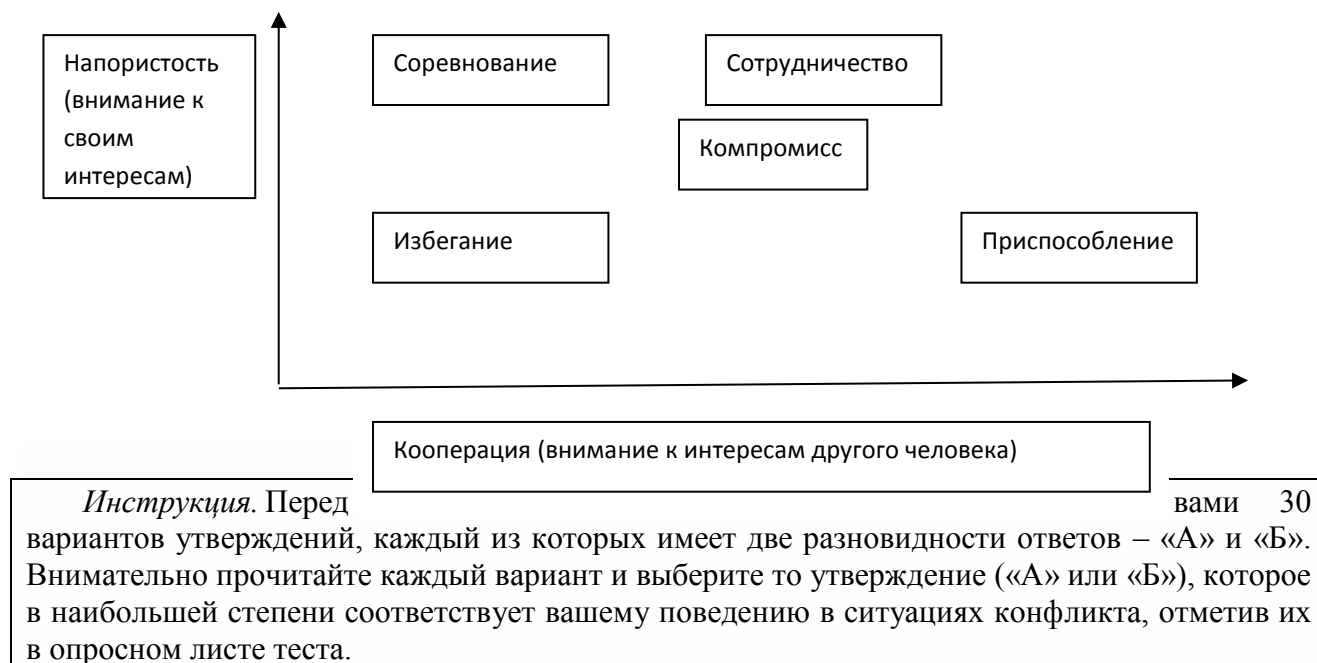 Напористость
(внимание к
своим
интересам)
Соревнование
Сотрудничество
Компромисс
Избегание
Приспособление
Кооперация (внимание к интересам другого человека)
Инструкция. Перед вами 30
вариантов утверждений, каждый из которых имеет две разновидности ответов – «А» и «Б».
Внимательно прочитайте каждый вариант и выберите то утверждение («А» или «Б»), которое
в наибольшей степени соответствует вашему поведению в ситуациях конфликта, отметив их
в опросном листе теста.